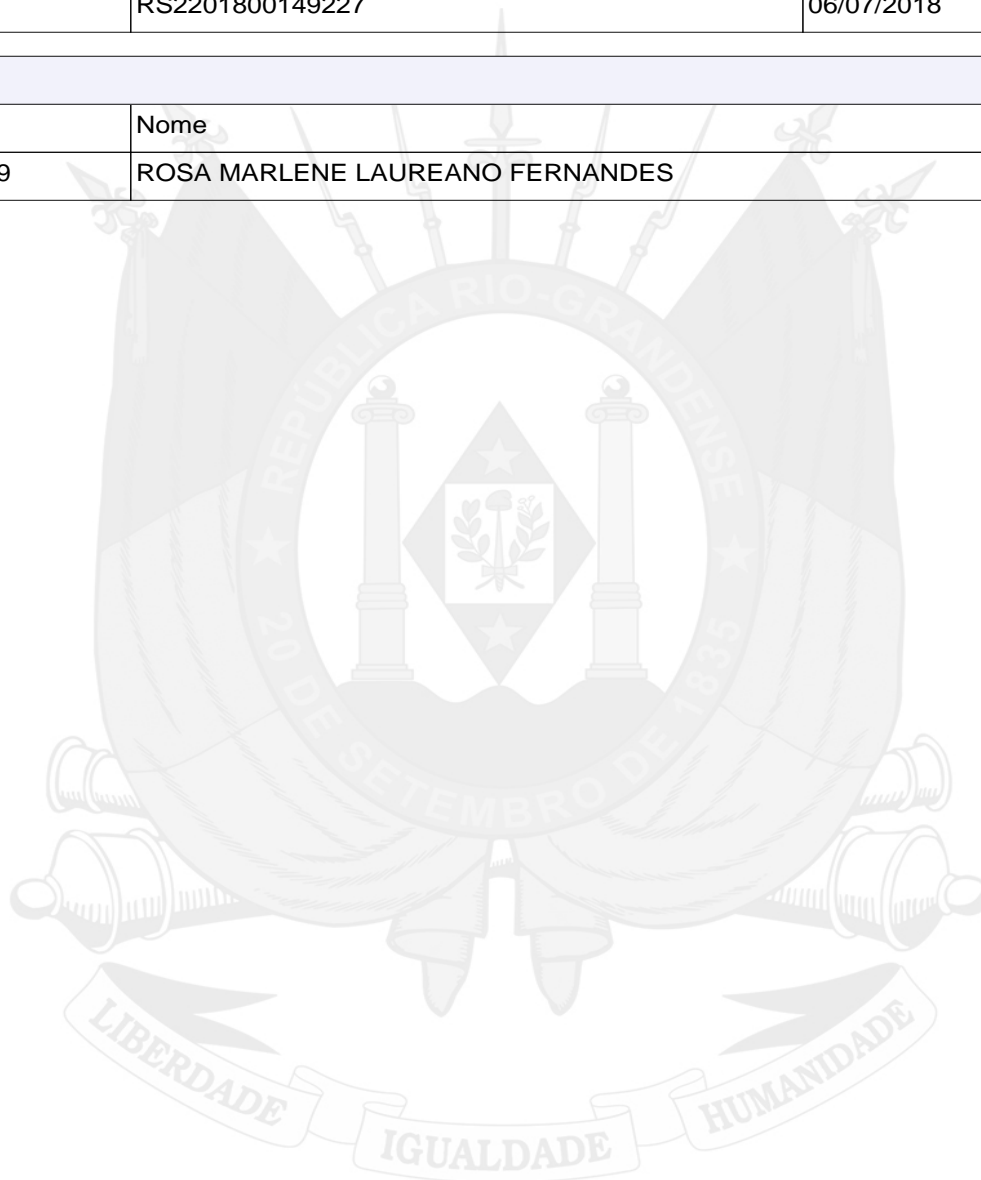 RS2201800149227 06/07/2018
Nome
9 ROSA MARLENE LAUREANO FERNANDES
REPÚBLICA RIO-GRANDENSE
★ 20 DE SETEMBRO DE 1835 ★
LIBERDADE
IGUALDADE
HUMANIDADE